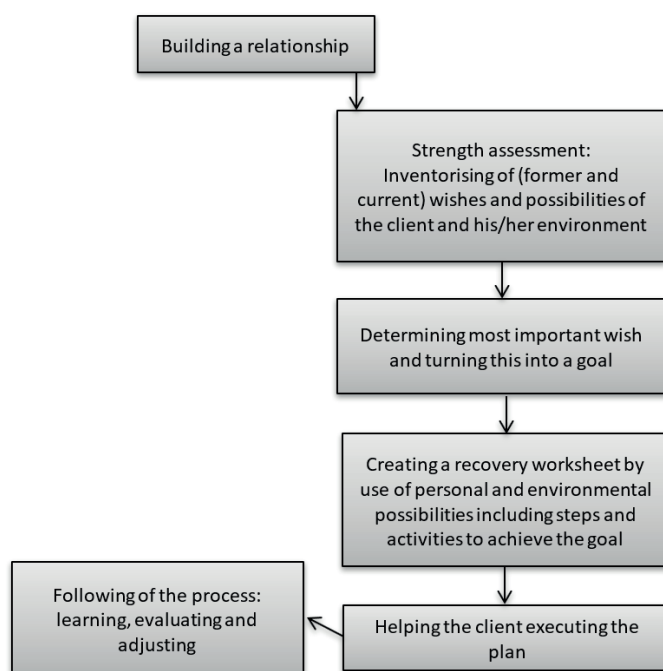 Building a relationship
Strength assessment:
Inventorising of (former and
current) wishes and possibilities of
the client and his/her environment
Determining most important wish
and turning this into a goal
Creating a recovery worksheet by
use of personal and environmental
possibilities including steps and
activities to achieve the goal
Helping the client executing the
plan
Following of the process:
learning, evaluating and
adjusting